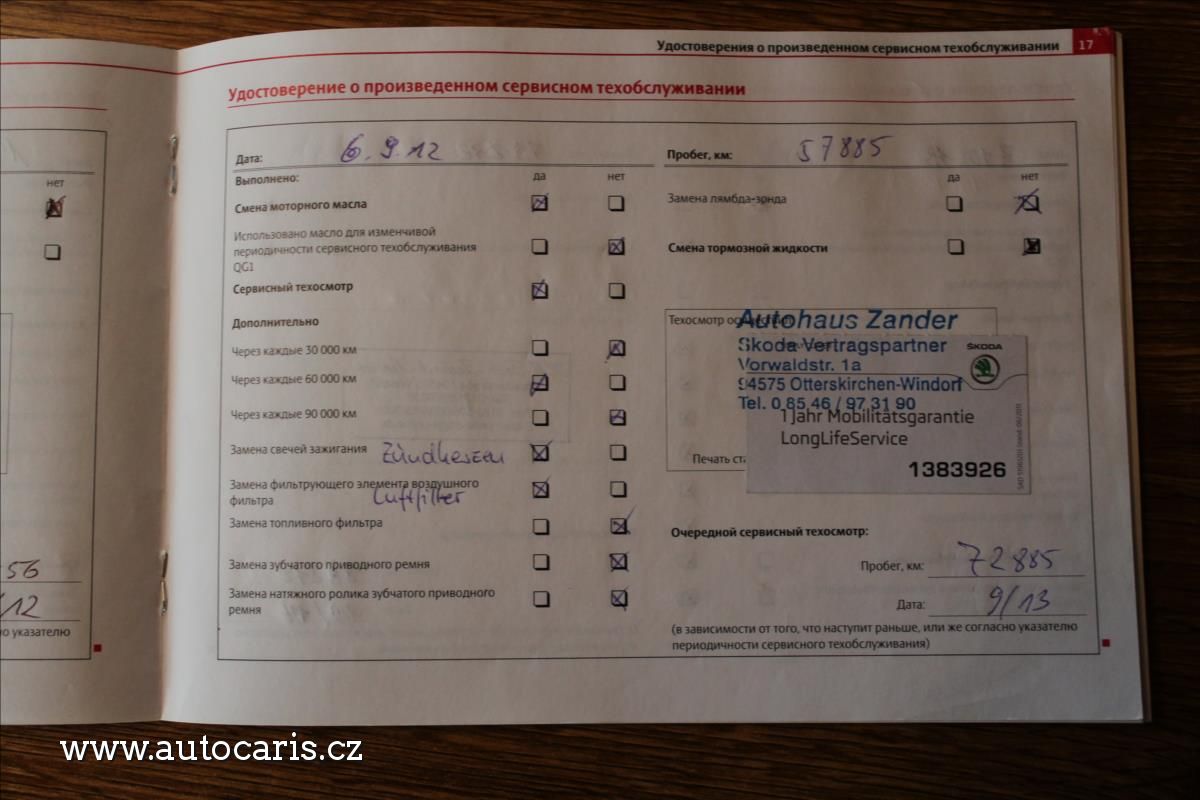 Удостоверения о произведенном сервисном техобслуживании 17
Удостоверение о произведенном сервисном техобслуживании
нет
56
/12
но указателю
Дата: 6.9.12
Выполнено: да нет
Смена моторного масла
Использовано масло для изменчивой
периодичности сервисного техобслуживания
QG1
Сервисный техосмотр
Дополнительно
Через каждые 30 000 км
Через каждые 60 000 км
Через каждые 90 000 км
Замена свечей зажигания Zündkerzen
Замена фильтрующего элемента воздушного
фильтра Luftfilter
Замена топливного фильтра
Замена зубчатого приводного ремня
Замена натяжного ролика зубчатого приводного
ремня
Пробег, км: 57885
да нет
Замена лямбда-зонда
Смена тормозной жидкости
Техосмотр
Autohaus Zander
Skoda Vertragspartner
Vorwaldstr. 1a
94575 Otterskirchen-Windorf
Tel. 0 85 46 / 97 31 90
ŠKODA
1 Jahr Mobilitätsgarantie
LongLifeService
1383926
Печать
Очередной сервисный техосмотр:
Пробег, км: 72885
Дата: 9/13
(в зависимости от того, что наступит раньше, или же согласно указателю
периодичности сервисного техобслуживания)
www.autocaris.cz